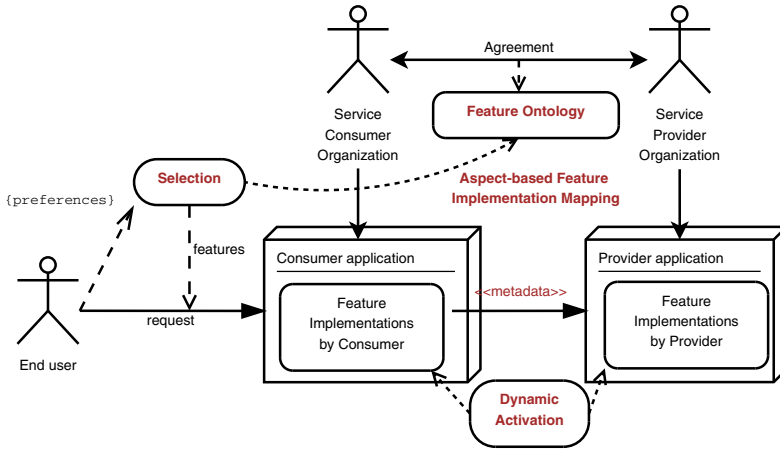 Agreement
Service
Consumer
Organization
Feature Ontology
Service
Provider
Organization
Selection
Aspect-based Feature
Implementation Mapping
{preferences}
features
Consumer application
Provider application
<<metadata>>
Feature
Implementations
by Consumer
Feature
Implementations
by Provider
request
End user
Dynamic
Activation